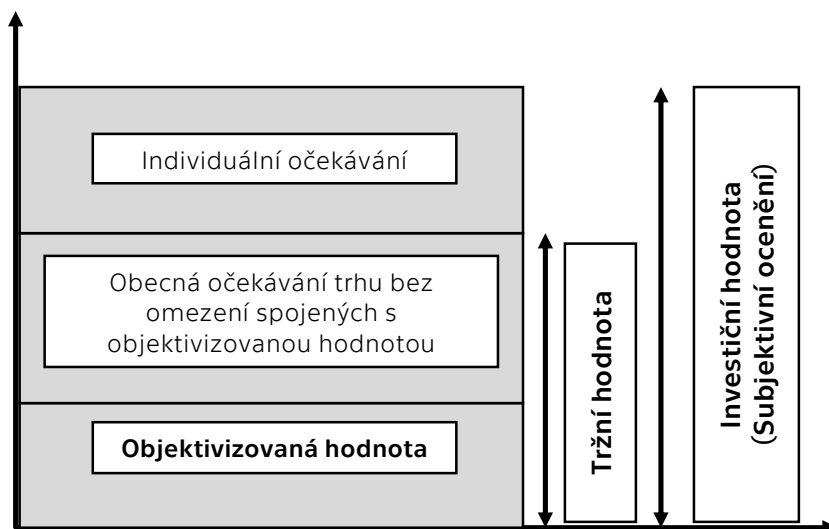 Individuální očekávání
Obecná očekávání trhu bez
omezení spojených s
objektivizovanou hodnotou
Objektivizovaná hodnota
Tržní hodnota
Investiční hodnota
(Subjektivní ocenění)